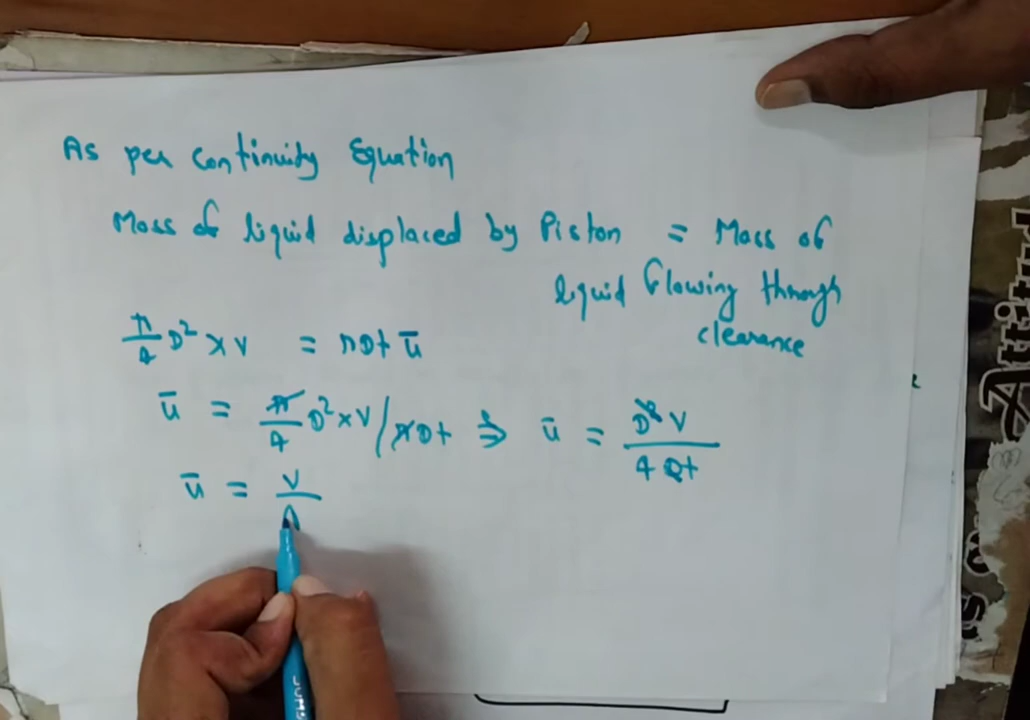 As per continuity Equation
Mass of liquid displaced by Piston = Mass of
liquid flowing through
clearance
π/4 D² × V = πDt ū
ū = π/4 D² × V / πDt ⇒ ū = D²V / 4Dt
ū = V /
Attitud